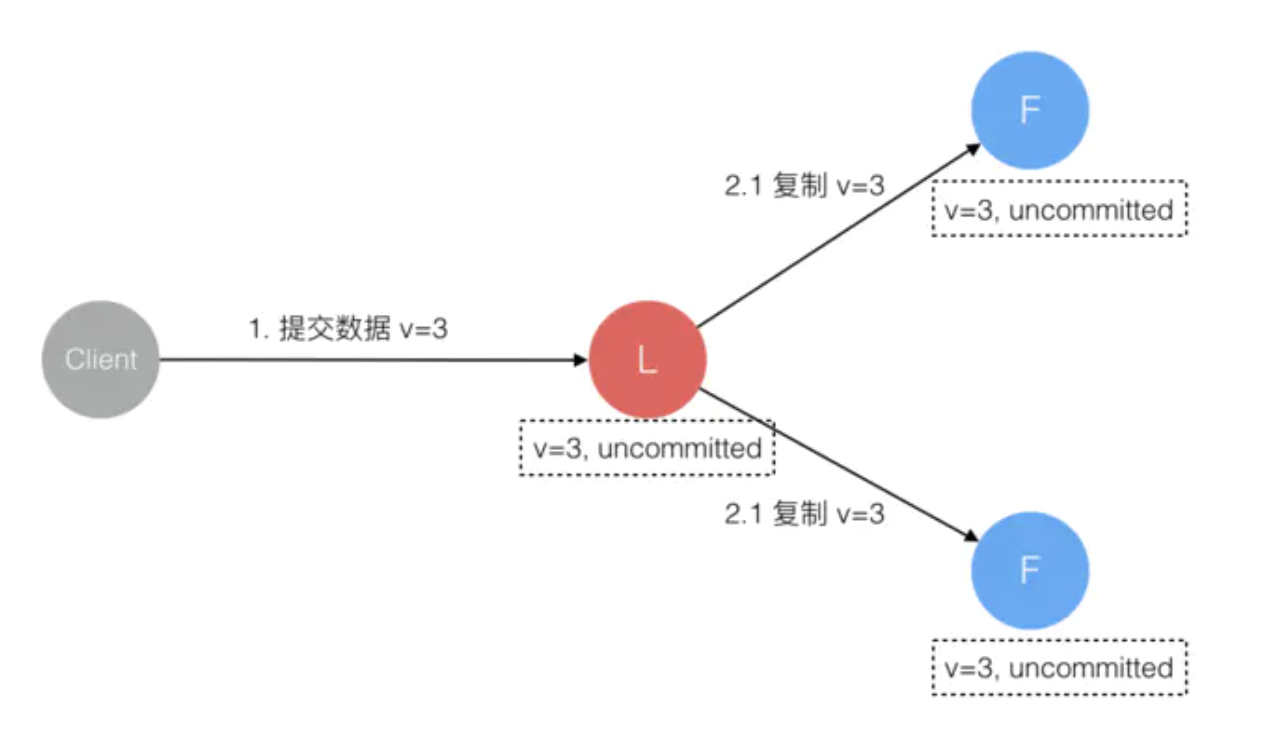 F
2.1 复制 v=3
v=3, uncommitted
1. 提交数据 v=3
Client
L
v=3, uncommitted
2.1 复制 v=3
F
v=3, uncommitted